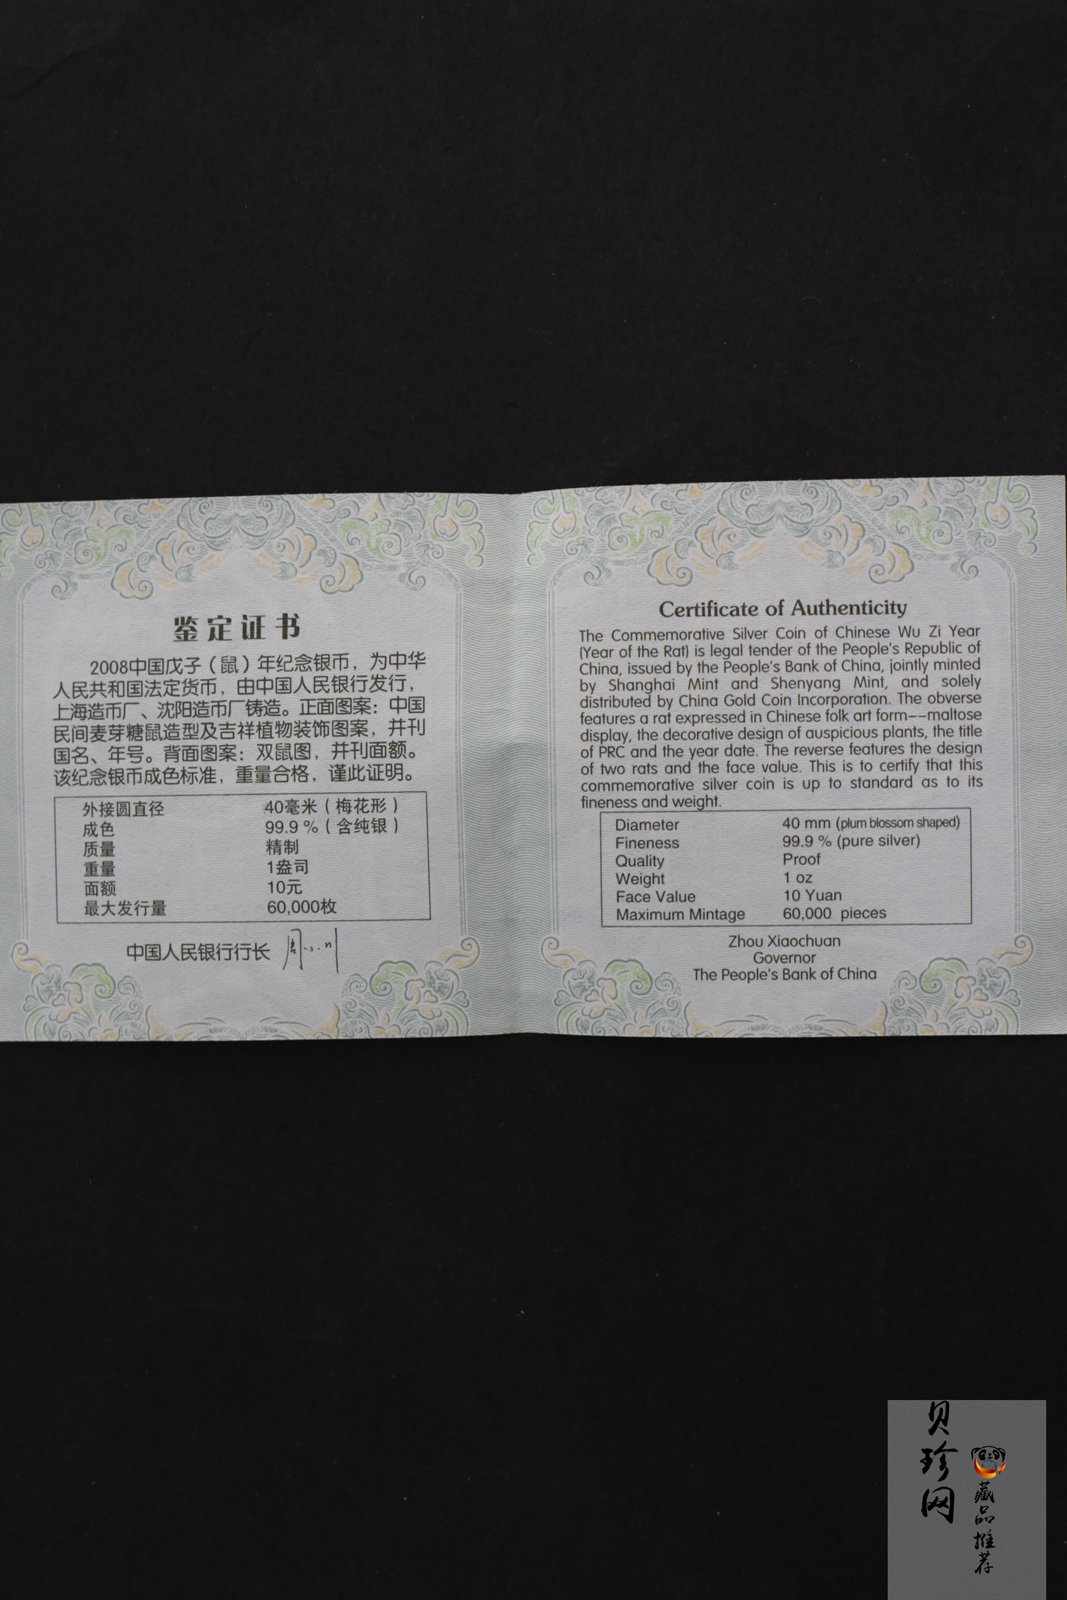 鉴定证书
2008中国戊子（鼠）年纪念银币，为中华
人民共和国法定货币，由中国人民银行发行，
上海造币厂、沈阳造币厂铸造。正面图案：中国
民间麦芽糖鼠造型及吉祥植物装饰图案，并刊
国名、年号。背面图案：双鼠图，并刊面额。
该纪念银币成色标准，重量合格，谨此证明。
外接圆直径 40毫米（梅花形）
成色 99.9 %（含纯银）
质量 精制
重量 1盎司
面额 10元
最大发行量 60,000枚
中国人民银行行长
Certificate of Authenticity
The Commemorative Silver Coin of Chinese Wu Zi Year
(Year of the Rat) is legal tender of the People's Republic of
China, issued by the People's Bank of China, jointly minted
by Shanghai Mint and Shenyang Mint, and solely
distributed by China Gold Coin Incorporation. The obverse
features a rat expressed in Chinese folk art form--maltose
display, the decorative design of auspicious plants, the title
of PRC and the year date. The reverse features the design
of two rats and the face value. This is to certify that this
commemorative silver coin is up to standard as to its
fineness and weight.
Diameter 40 mm (plum blossom shaped)
Fineness 99.9 % (pure silver)
Quality Proof
Weight 1 oz
Face Value 10 Yuan
Maximum Mintage 60,000 pieces
Zhou Xiaochuan
Governor
The People's Bank of China
贝珍网
藏品推荐